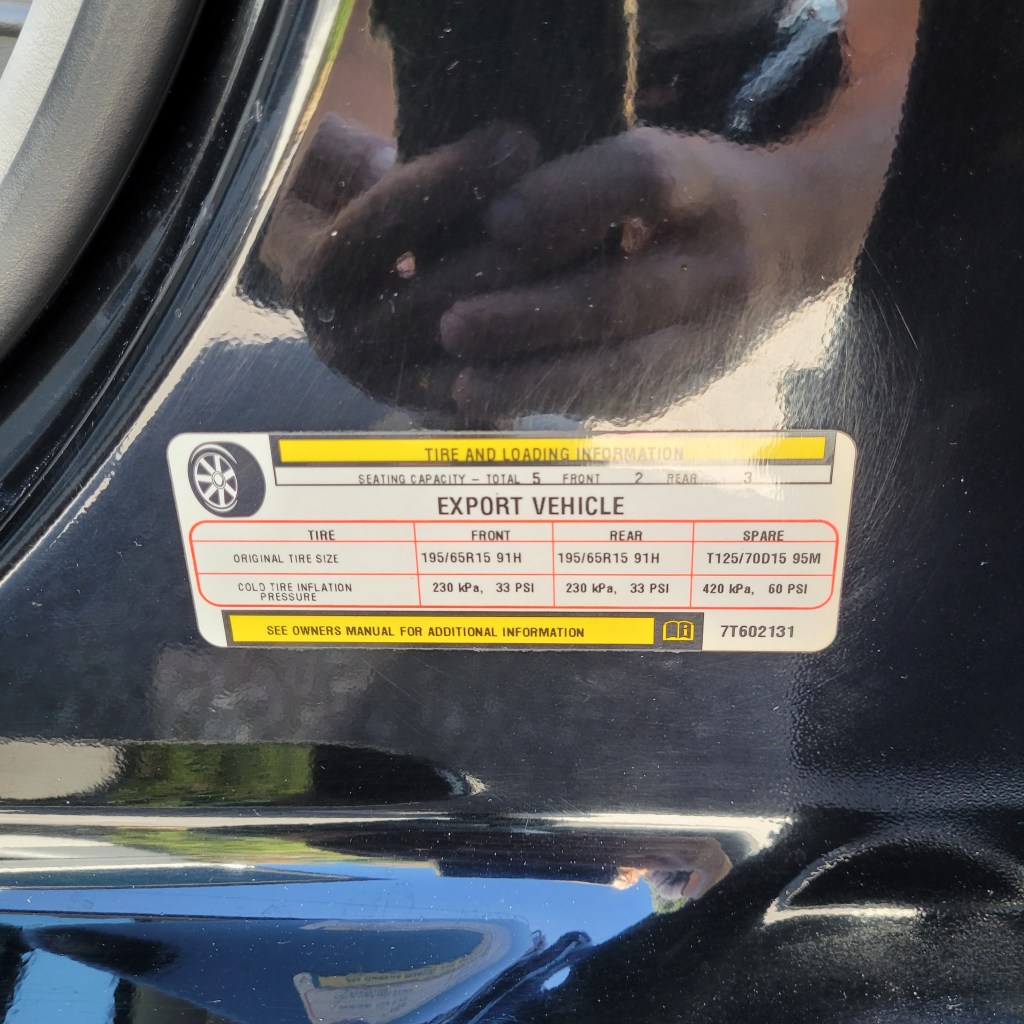 TIRE AND LOADING INFORMATION
SEATING CAPACITY – TOTAL 5 FRONT 2 REAR 3
EXPORT VEHICLE
TIRE FRONT REAR SPARE
ORIGINAL TIRE SIZE 195/65R15 91H 195/65R15 91H T125/70D15 95M
COLD TIRE INFLATION PRESSURE 230 kPa, 33 PSI 230 kPa, 33 PSI 420 kPa, 60 PSI
SEE OWNERS MANUAL FOR ADDITIONAL INFORMATION
7T602131